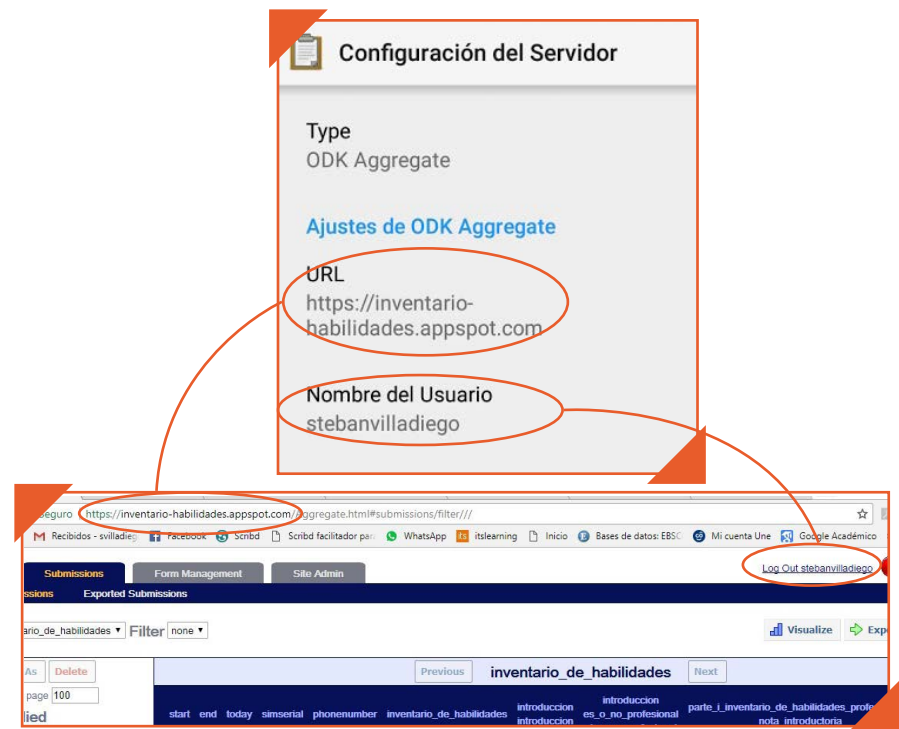 Configuración del Servidor
Type
ODK Aggregate
Ajustes de ODK Aggregate
URL
https://inventario-
habilidades.appspot.com
Nombre del Usuario
stebanvilladiego
seguro https://inventario-habilidades.appspot.com/Aggregate.html#submissions/filter///
Recibidos - svilladieg Facebook Scribd Scribd facilitador par WhatsApp its itslearning Inicio Bases de datos: EBSC Mi cuenta Une Google Académico
Submissions Form Management Site Admin Log Out stebanvilladiego
ssions Exported Submissions
ario_de_habilidades Filter none Visualize Exp
As Delete Previous inventario_de_habilidades Next
page 100
lied
start end today simserial phonenumber inventario_de_habilidades introduccion introduccion introduccion es_o_no_profesional parte_i_inventario_de_habilidades_profe nota_introductoria